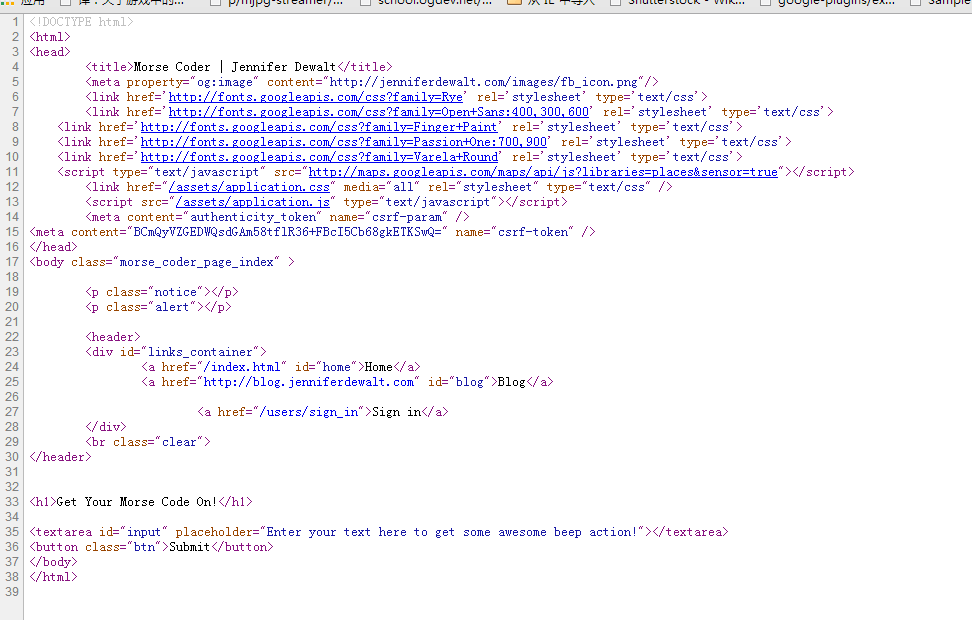 应用 译：关于游戏中的... p/mjpg-streamer/... school.ogdev.net/... 从 IE 中导入 Shutterstock - Wik... google-plugins/ex... Sample
1 <!DOCTYPE html>
2 <html>
3 <head>
4 <title>Morse Coder | Jennifer Dewalt</title>
5 <meta property="og:image" content="http://jenniferdewalt.com/images/fb_icon.png"/>
6 <link href='http://fonts.googleapis.com/css?family=Rye' rel='stylesheet' type='text/css'>
7 <link href='http://fonts.googleapis.com/css?family=Open+Sans:400,300,600' rel='stylesheet' type='text/css'>
8 <link href='http://fonts.googleapis.com/css?family=Finger+Paint' rel='stylesheet' type='text/css'>
9 <link href='http://fonts.googleapis.com/css?family=Passion+One:700,900' rel='stylesheet' type='text/css'>
10 <link href='http://fonts.googleapis.com/css?family=Varela+Round' rel='stylesheet' type='text/css'>
11 <script type="text/javascript" src="http://maps.googleapis.com/maps/api/js?libraries=places&sensor=true"></script>
12 <link href="/assets/application.css" media="all" rel="stylesheet" type="text/css" />
13 <script src="/assets/application.js" type="text/javascript"></script>
14 <meta content="authenticity_token" name="csrf-param" />
15 <meta content="BCmQyVZGEDWQsdGAm58tflR36+FBcI5Cb68gkETKSwQ=" name="csrf-token" />
16 </head>
17 <body class="morse_coder_page_index" >
18
19 <p class="notice"></p>
20 <p class="alert"></p>
21
22 <header>
23 <div id="links_container">
24 <a href="/index.html" id="home">Home</a>
25 <a href="http://blog.jenniferdewalt.com" id="blog">Blog</a>
26
27 <a href="/users/sign_in">Sign in</a>
28 </div>
29 <br class="clear">
30 </header>
31
32
33 <h1>Get Your Morse Code On!</h1>
34
35 <textarea id="input" placeholder="Enter your text here to get some awesome beep action!"></textarea>
36 <button class="btn">Submit</button>
37 </body>
38 </html>
39